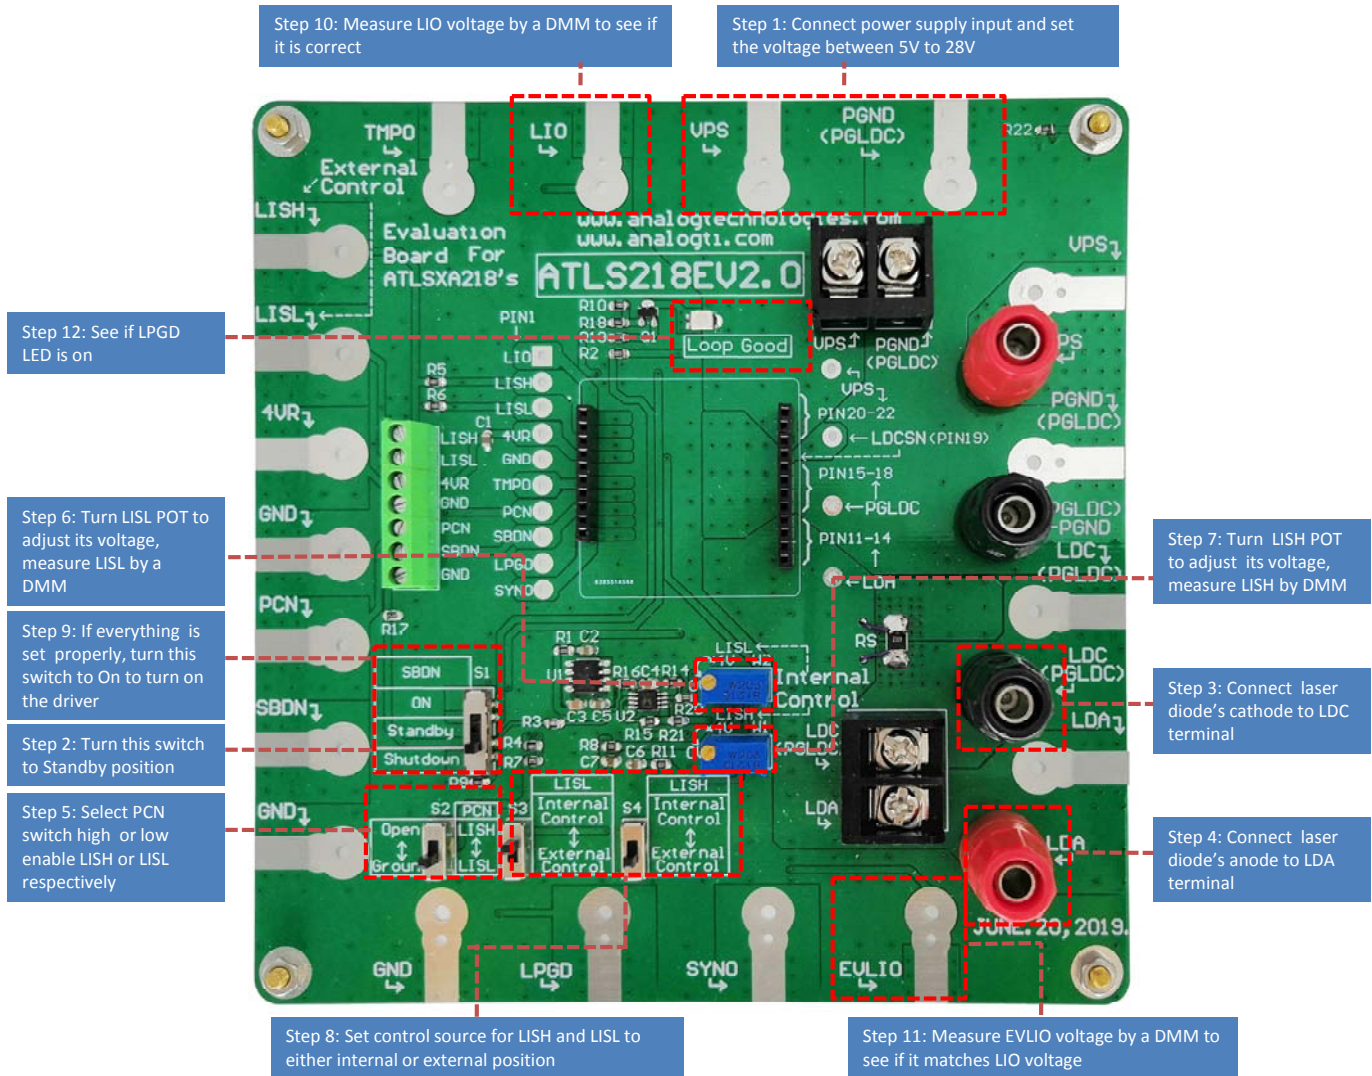 Step 10: Measure LIO voltage by a DMM to see if
it is correct
Step 1: Connect power supply input and set
the voltage between 5V to 28V
TMPO
LIO
VPS
PGND
(PGLDC)
R22
External
Control
LISH
Evaluation
Board For
ATLSXA218's
www.analogtechnologies.com
www.analogti.com
ATLS218EV2.0
VPS
LISL
Step 12: See if LPGD
LED is on
PIN1
R10
R18
R2
Q1
Loop Good
VPS
PGND
(PGLDC)
LIO
LISH
LISL
4VR
GND
TMPO
PCN
SBDN
LPGD
SYNO
R5
R6
C1
VPS
PIN20-22
LDCSN(PIN19)
PIN15-18
PGLDC
PIN11-14
LDA
PGND
(PGLDC)
4VR
LISH
LISL
4VR
GND
PCN
SBDN
GND
GND
PGND
LDC
(PGLDC)
Step 6: Turn LISL POT to
adjust its voltage,
measure LISL by a
DMM
Step 7: Turn LISH POT
to adjust its voltage,
measure LISH by DMM
PCN
R17
RS
Step 9: If everything is
set properly, turn this
switch to On to turn on
the driver
SBDN
S1
ON
Standby
Shutdown
R1
C2
U1
R16
C4
R14
C3
C5
U2
R3
R4
R7
R8
C7
R15
R21
C6
R11
LISL
Internal
Control
LISH
LDC
(PGLDC)
LDA
LDC
(PGLDC)
LDA
Step 3: Connect laser
diode's cathode to LDC
terminal
SBDN
Step 2: Turn this switch
to Standby position
Step 5: Select PCN
switch high or low
enable LISH or LISL
respectively
GND
S2
Open
Ground
PCN
LISH
LISL
S3
LISL
Internal
Control
External
Control
S4
LISH
Internal
Control
External
Control
LDA
Step 4: Connect laser
diode's anode to LDA
terminal
JUNE.20,2019.
GND
LPGD
SYNO
EVLIO
Step 8: Set control source for LISH and LISL to
either internal or external position
Step 11: Measure EVLIO voltage by a DMM to
see if it matches LIO voltage